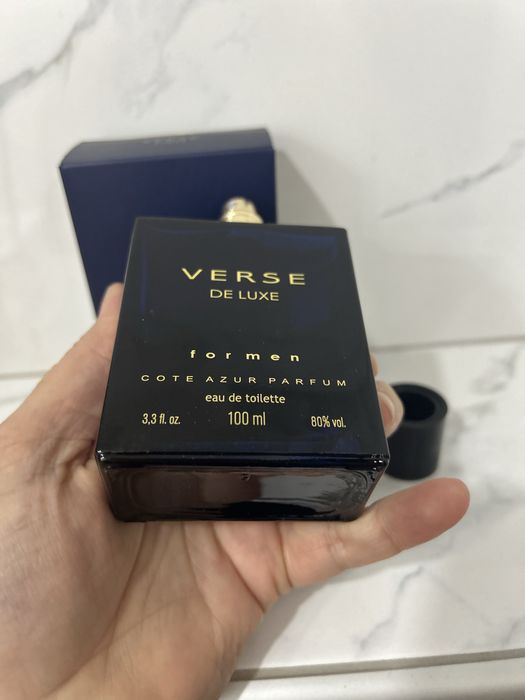 VERSE
DE LUXE
for men
COTE AZUR PARFUM
eau de toilette
3,3 fl. oz. 100 ml 80% vol.